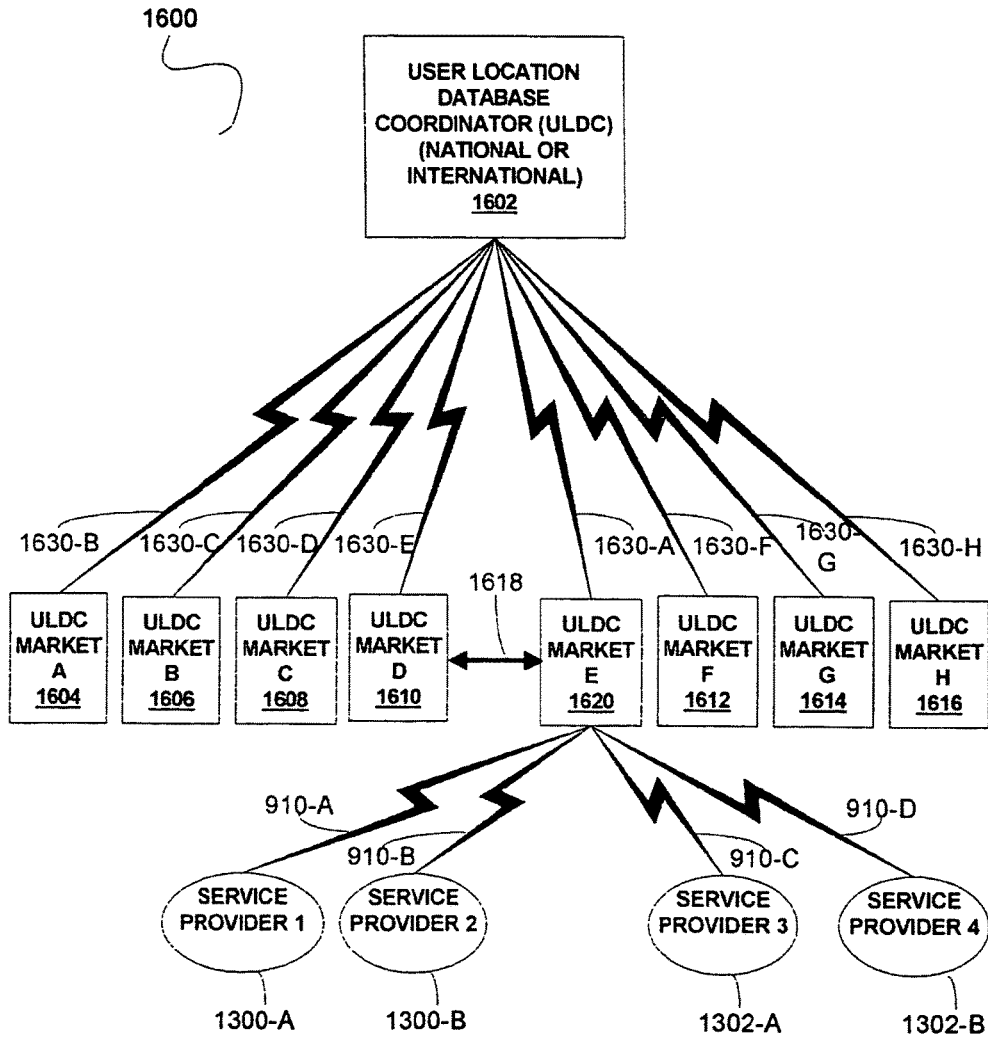 1600
USER LOCATION
DATABASE
COORDINATOR (ULDC)
(NATIONAL OR
INTERNATIONAL)
1602
1630-B
1630-C
1630-D
1630-E
1630-A
1630-F
1630-
G
1630-H
1618
ULDC
MARKET
A
1604
ULDC
MARKET
B
1606
ULDC
MARKET
C
1608
ULDC
MARKET
D
1610
ULDC
MARKET
E
1620
ULDC
MARKET
F
1612
ULDC
MARKET
G
1614
ULDC
MARKET
H
1616
910-A
910-B
910-C
910-D
SERVICE
PROVIDER 1
SERVICE
PROVIDER 2
SERVICE
PROVIDER 3
SERVICE
PROVIDER 4
1300-A
1300-B
1302-A
1302-B